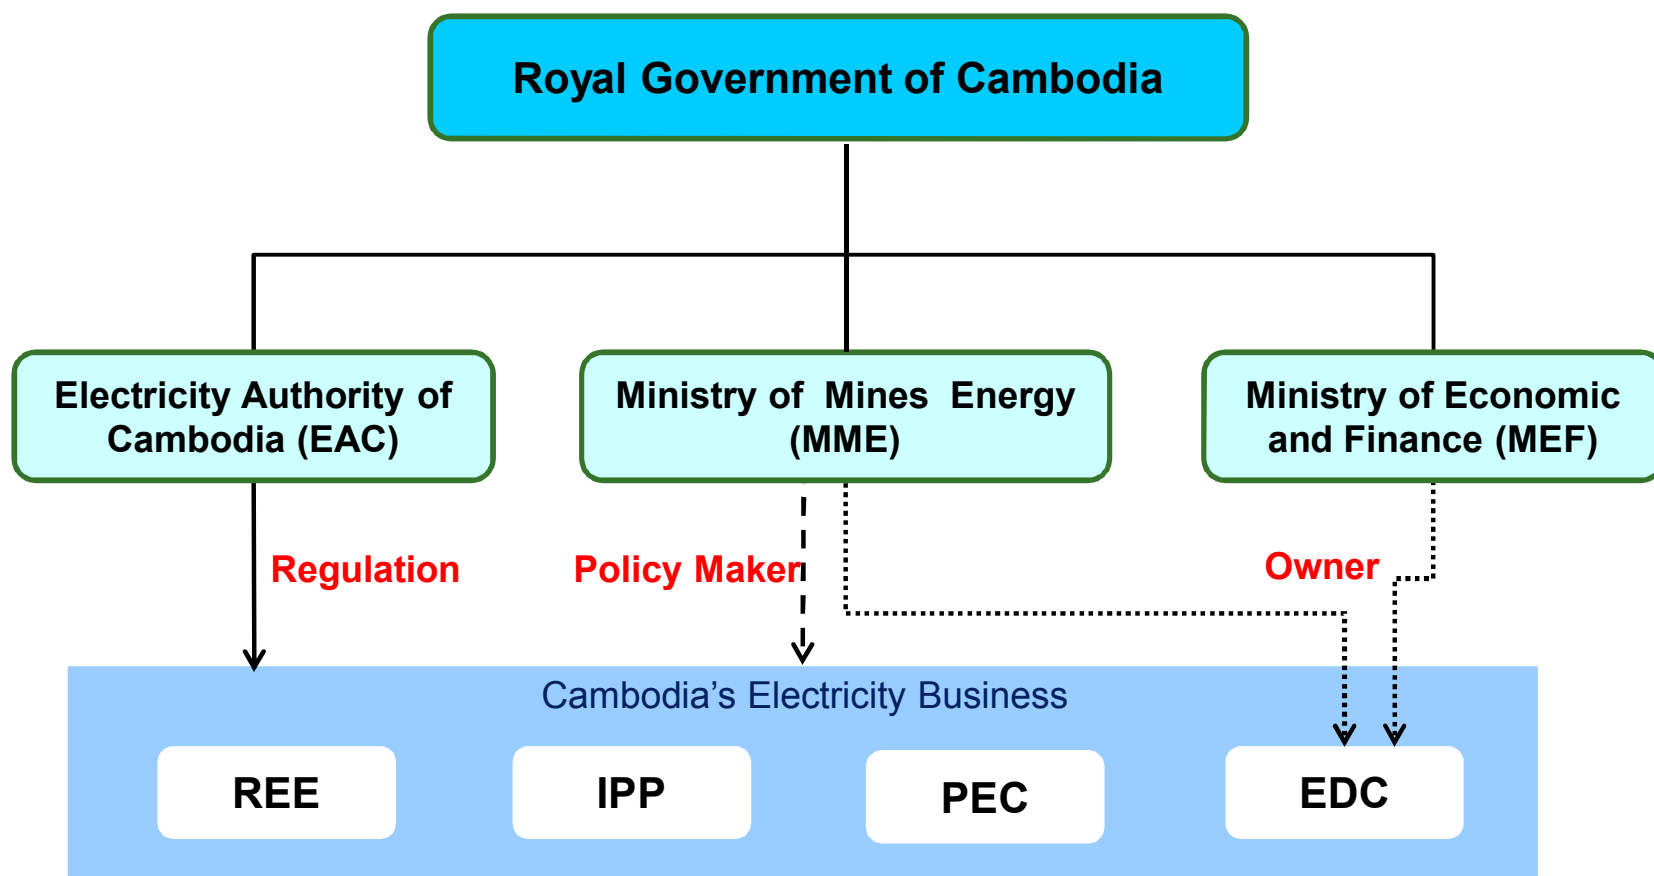 Royal Government of Cambodia
Electricity Authority of
Cambodia (EAC)
Ministry of Mines Energy
(MME)
Ministry of Economic
and Finance (MEF)
Regulation
Policy Maker
Owner
Cambodia’s Electricity Business
REE
IPP
PEC
EDC